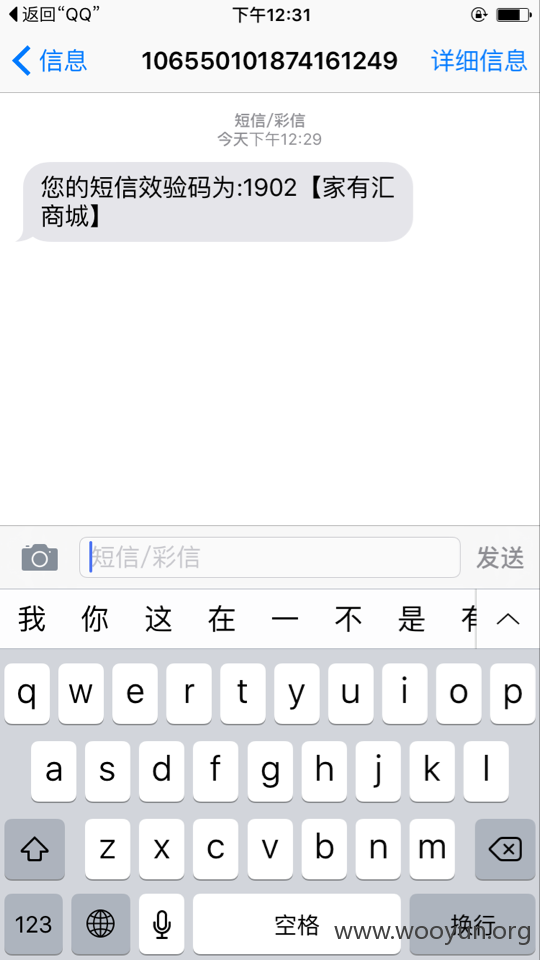 返回“QQ”
下午12:31
信息
106550101874161249
详细信息
短信/彩信
今天下午12:29
您的短信效验码为:1902【家有汇
商城】
短信/彩信
发送
我 你 这 在 一 不 是 有
q w e r t y u i o p
a s d f g h j k l
z x c v b n m
123
空格
换行
www.wooyun.org